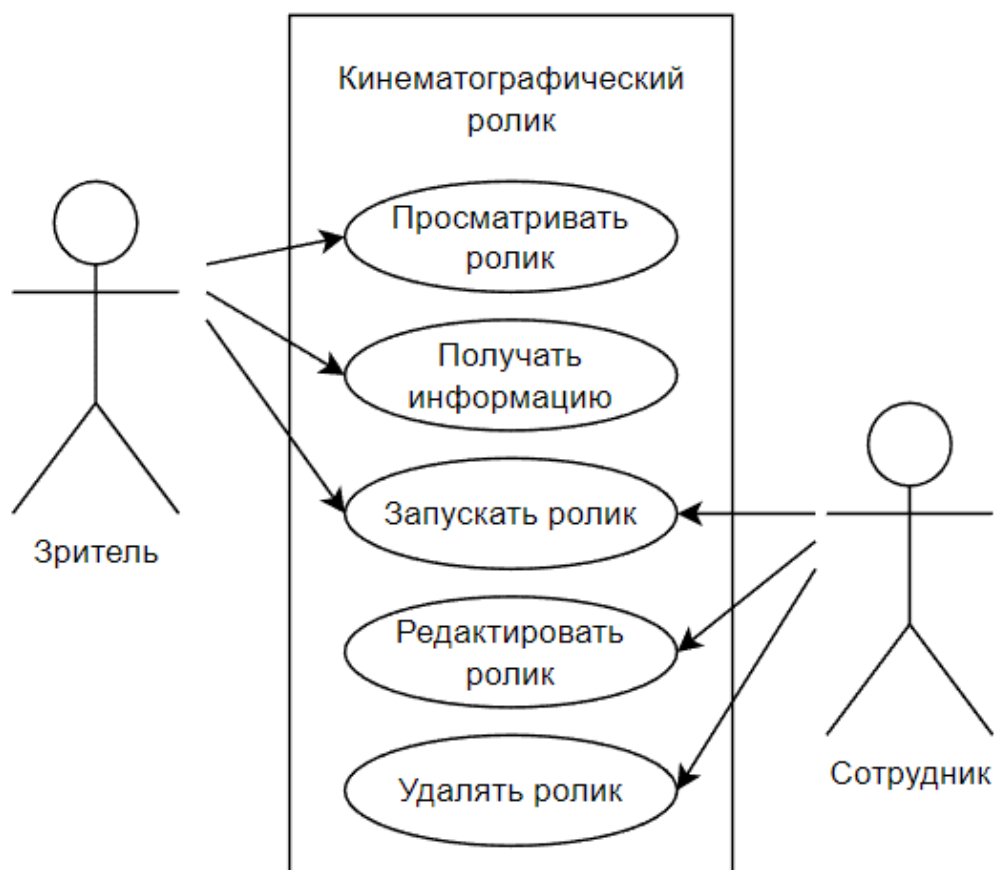 Кинематографический
ролик
Просматривать
ролик
Получать
информацию
Запускать ролик
Зритель
Редактировать
ролик
Удалять ролик
Сотрудник